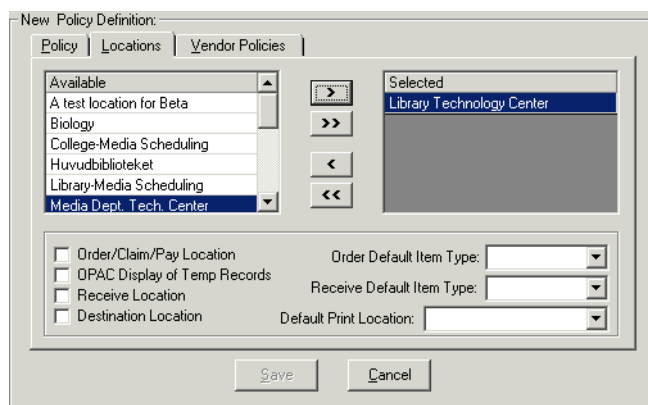 New Policy Definition:
Policy Locations Vendor Policies
Available
A test location for Beta
Biology
College-Media Scheduling
Huvudbiblioteket
Library-Media Scheduling
Media Dept. Tech. Center
>
>>
<
<<
Selected
Library Technology Center
Order/Claim/Pay Location
OPAC Display of Temp Records
Receive Location
Destination Location
Order Default Item Type:
Receive Default Item Type:
Default Print Location:
Save Cancel